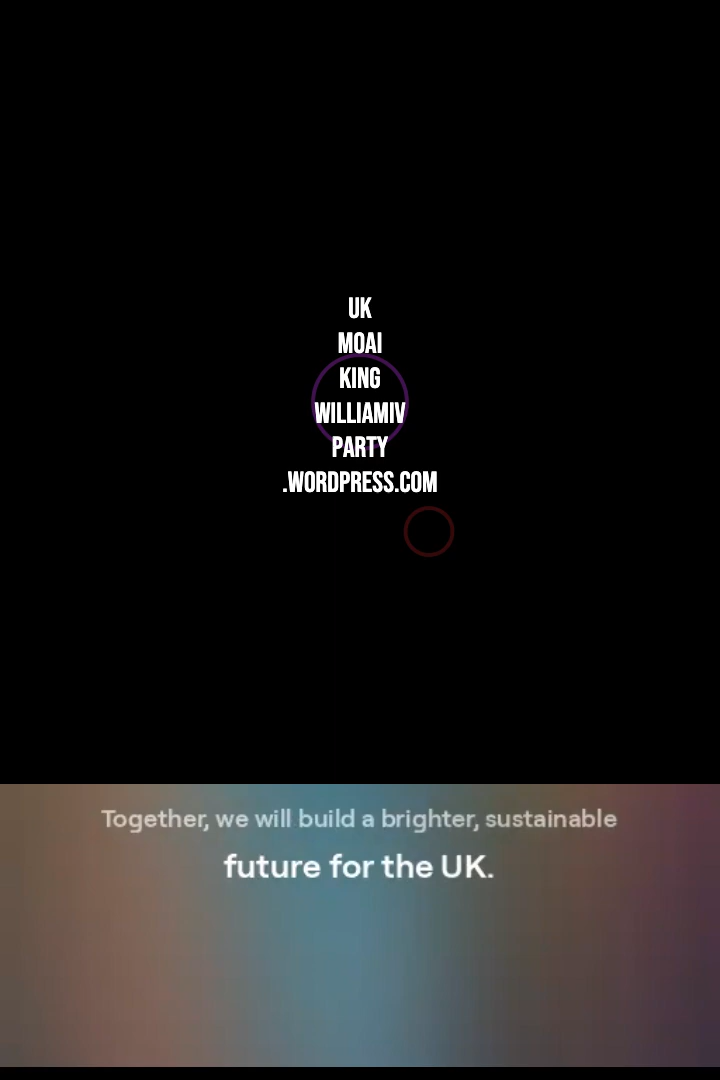 UK
MOAI
KING
WILLIAMIV
PARTY
.WORDPRESS.COM
Together, we will build a brighter, sustainable
future for the UK.